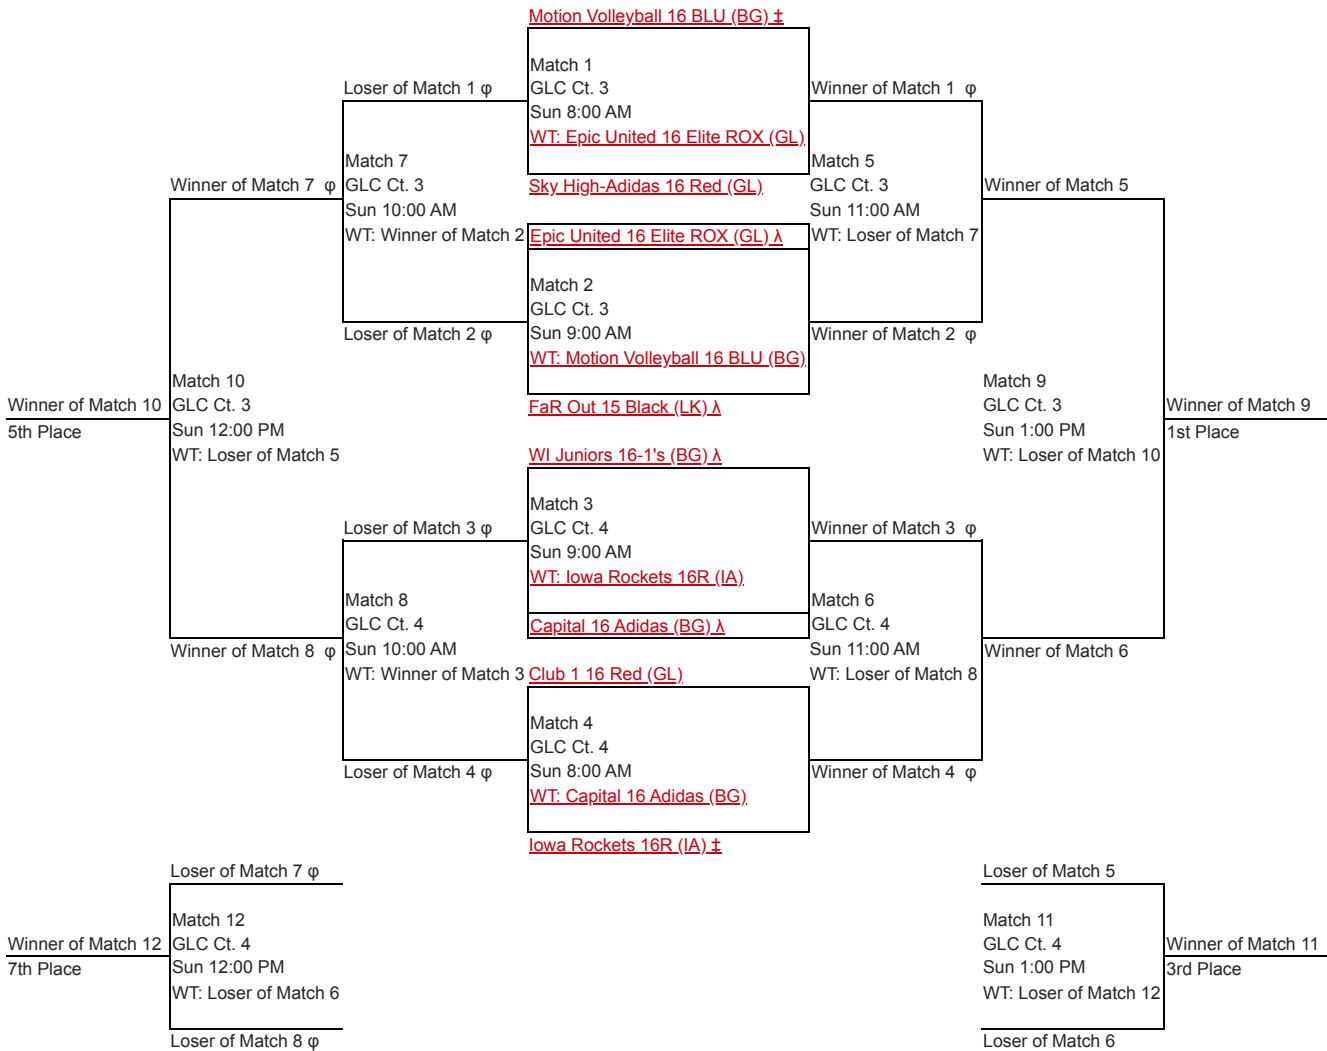 Motion Volleyball 16 BLU (BG) ‡
Match 1
GLC Ct. 3
Sun 8:00 AM
WT: Epic United 16 Elite ROX (GL)
Sky High-Adidas 16 Red (GL)
Loser of Match 1 φ
Winner of Match 1 φ
Match 7
GLC Ct. 3
Sun 10:00 AM
WT: Winner of Match 2
Match 5
GLC Ct. 3
Sun 11:00 AM
WT: Loser of Match 7
Winner of Match 7 φ
Winner of Match 5
Epic United 16 Elite ROX (GL) λ
Match 2
GLC Ct. 3
Sun 9:00 AM
WT: Motion Volleyball 16 BLU (BG)
FaR Out 15 Black (LK) λ
Loser of Match 2 φ
Winner of Match 2 φ
Match 10
GLC Ct. 3
Sun 12:00 PM
WT: Loser of Match 5
Winner of Match 10
5th Place
Match 9
GLC Ct. 3
Sun 1:00 PM
WT: Loser of Match 10
Winner of Match 9
1st Place
WI Juniors 16-1's (BG) λ
Match 3
GLC Ct. 4
Sun 9:00 AM
WT: Iowa Rockets 16R (IA)
Capital 16 Adidas (BG) λ
Loser of Match 3 φ
Winner of Match 3 φ
Match 8
GLC Ct. 4
Sun 10:00 AM
WT: Winner of Match 3
Match 6
GLC Ct. 4
Sun 11:00 AM
WT: Loser of Match 8
Winner of Match 8 φ
Winner of Match 6
Club 1 16 Red (GL)
Match 4
GLC Ct. 4
Sun 8:00 AM
WT: Capital 16 Adidas (BG)
Iowa Rockets 16R (IA) ‡
Loser of Match 4 φ
Winner of Match 4 φ
Loser of Match 7 φ
Match 12
GLC Ct. 4
Sun 12:00 PM
WT: Loser of Match 6
Loser of Match 8 φ
Winner of Match 12
7th Place
Loser of Match 5
Match 11
GLC Ct. 4
Sun 1:00 PM
WT: Loser of Match 12
Loser of Match 6
Winner of Match 11
3rd Place